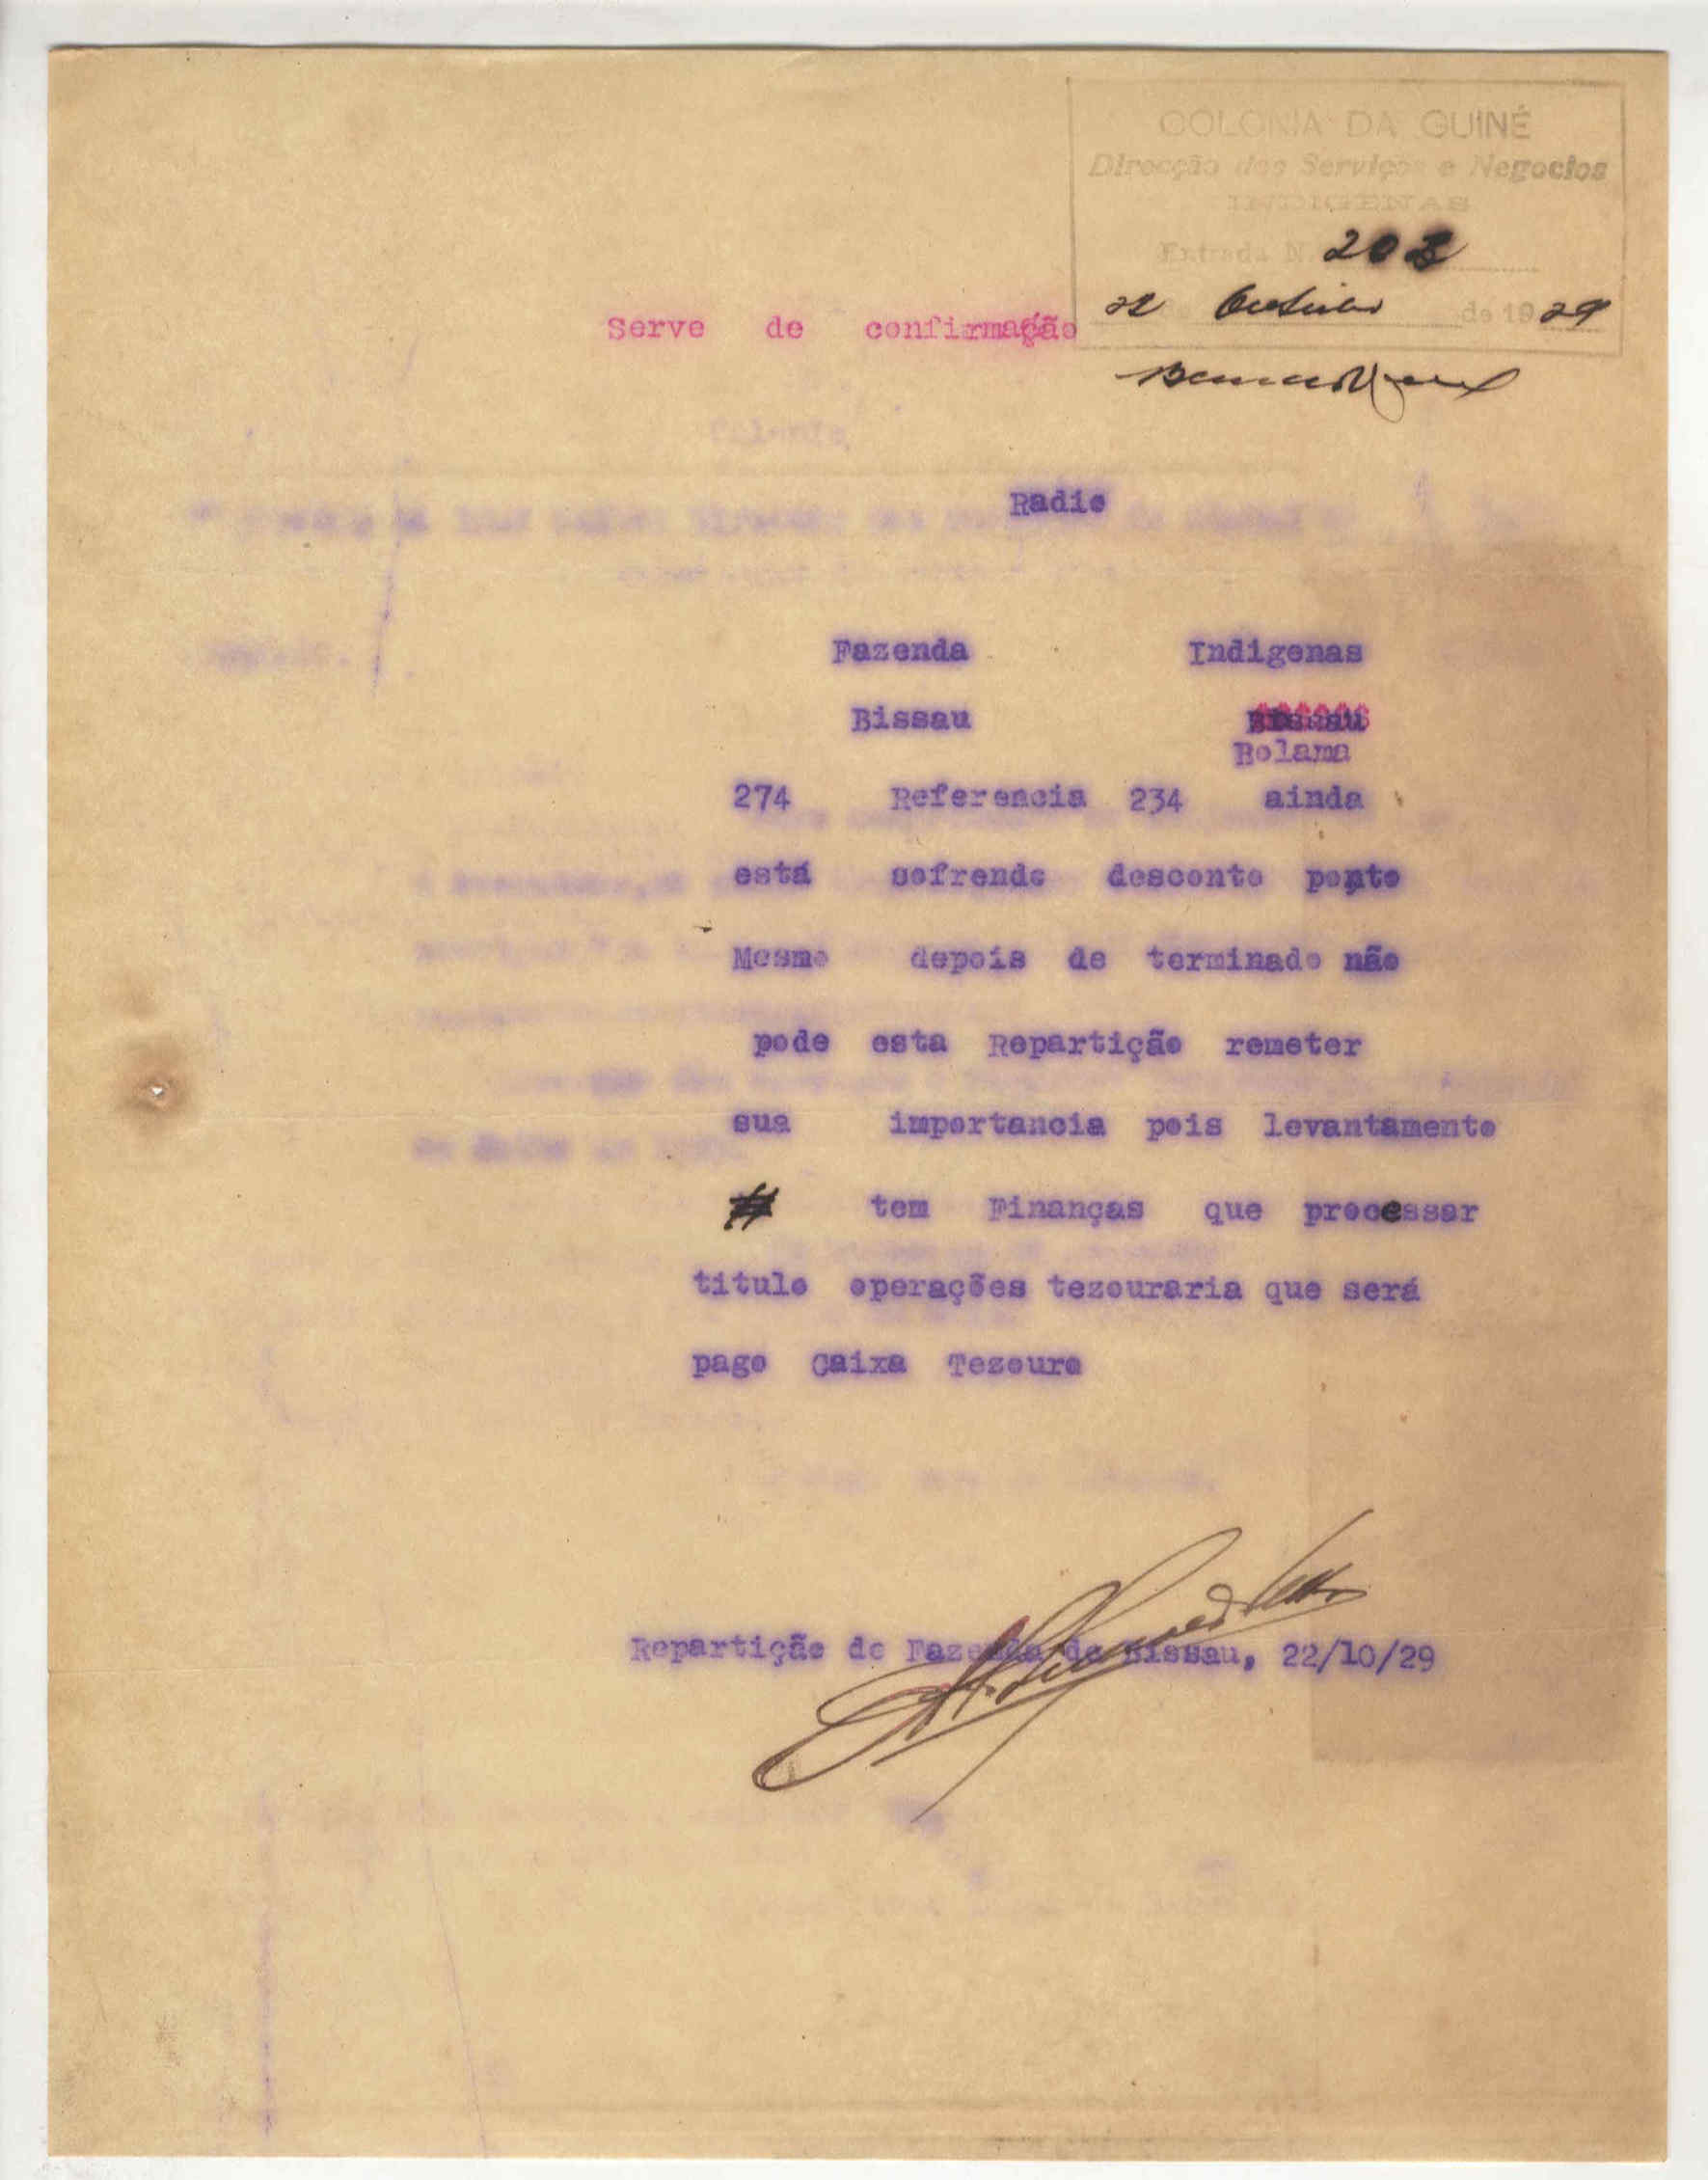 COLONIA DA GUINÉ
Direcção dos Serviços e Negocios
INDIGENAS
Entrada N. 203
22 Outubro de 1929
Serve de confirmação
Radio
Fazenda Indigenas
Bissau Bissau
Bolama
274 Referencia 234 ainda
está sofrendo desconto ponto
Mesmo depois de terminado não
pode esta Repartição remeter
sua importancia pois levantamento
tem Finanças que processar
titulo operações tezouraria que será
pago Caixa Tezouro
Repartição de Fazenda de Bissau, 22/10/29